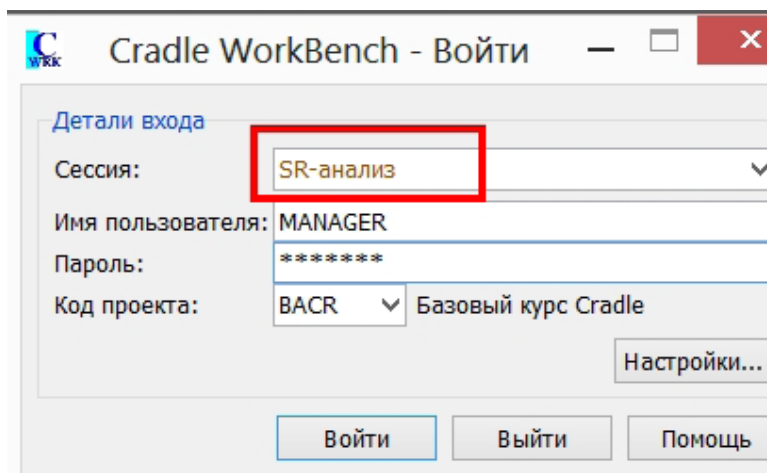 C WRK Cradle WorkBench - Войти
Детали входа
Сессия: SR-анализ
Имя пользователя: MANAGER
Пароль: *******
Код проекта: BACR Базовый курс Cradle
Настройки...
Войти Выйти Помощь